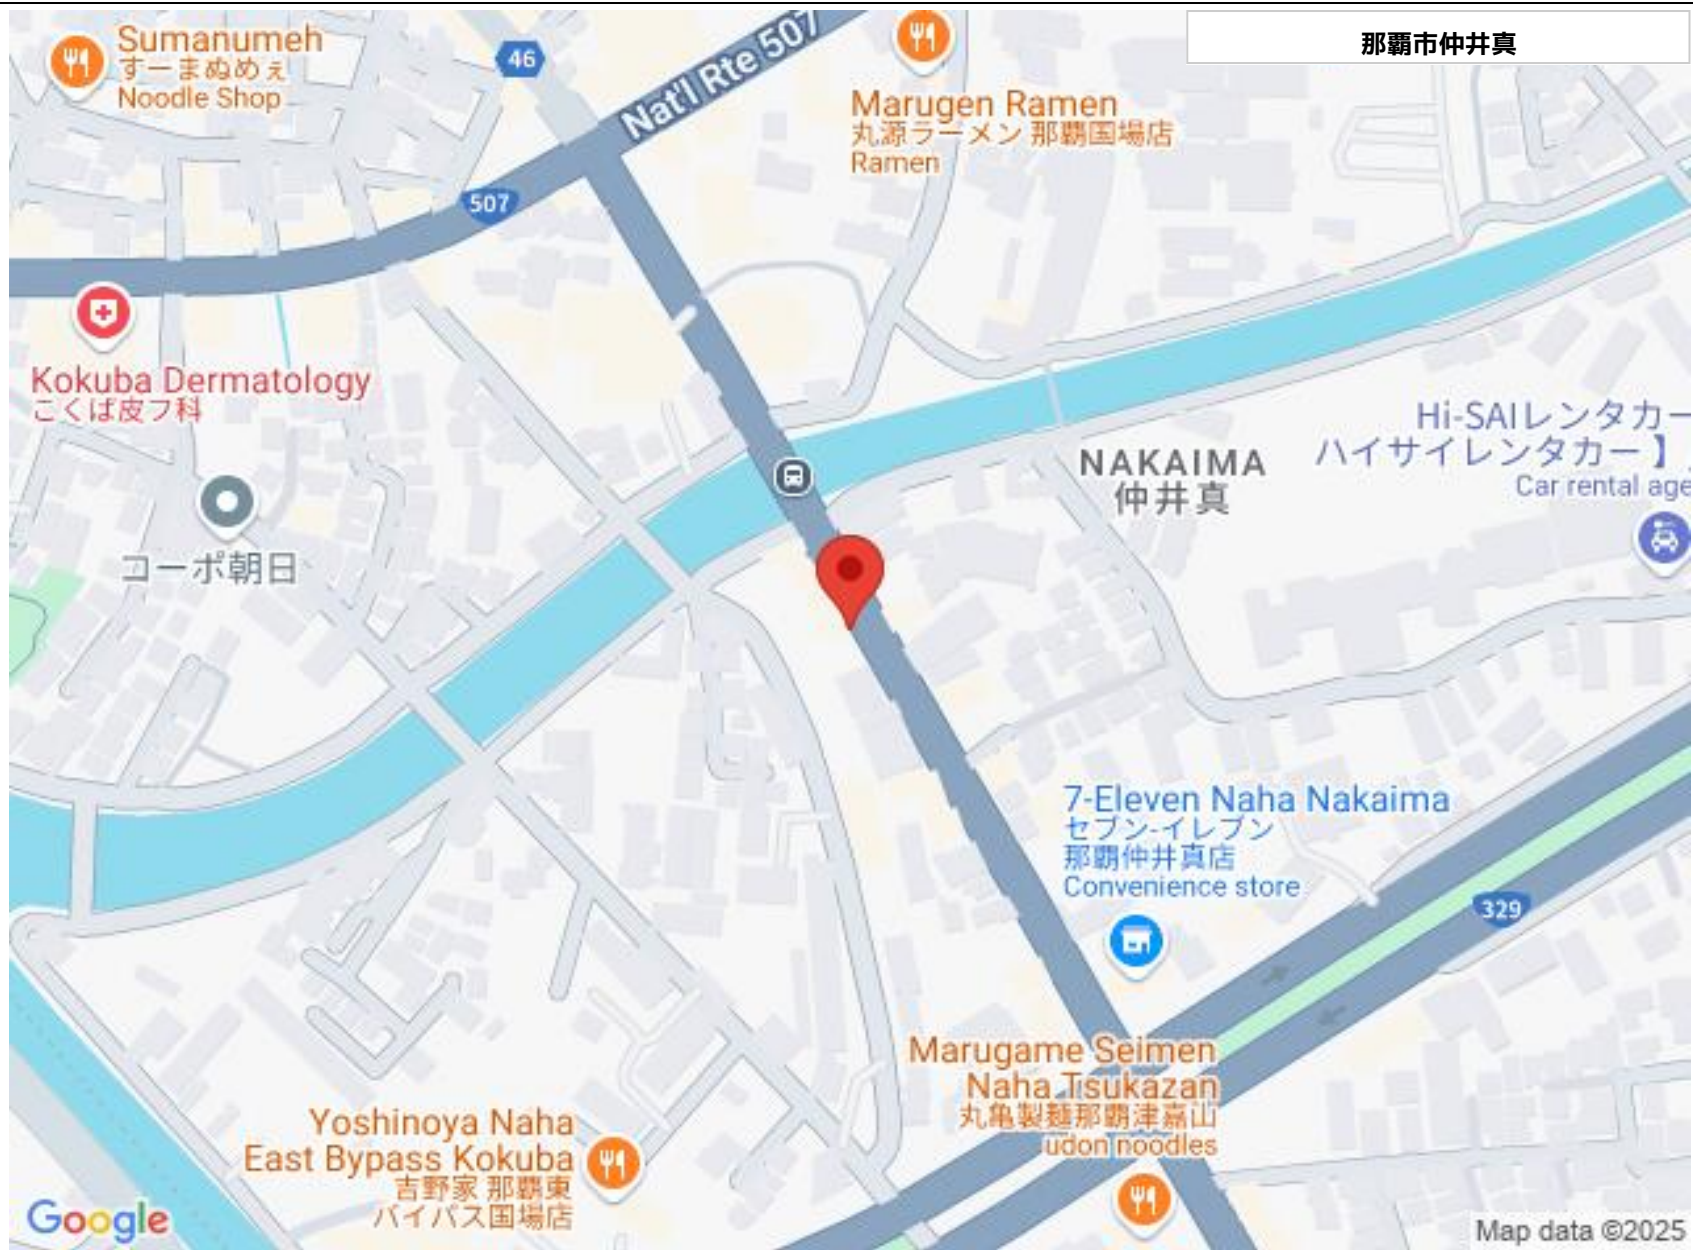 那覇市仲井真
Sumanumeh
すーまぬめぇ
Noodle Shop
46
Nat'l Rte 507
Marugen Ramen
丸源ラーメン 那覇国場店
Ramen
507
Kokuba Dermatology
こくば皮フ科
コーポ朝日
NAKAIMA
仲井真
Hi-SAIレンタカー
ハイサイレンタカー 】
Car rental age
7-Eleven Naha Nakaima
セブン-イレブン
那覇仲井真店
Convenience store
329
Marugame Seimen
Naha Tsukazan
丸亀製麺那覇津嘉山
udon noodles
Yoshinoya Naha
East Bypass Kokuba
吉野家 那覇東
バイパス国場店
Google
Map data ©2025